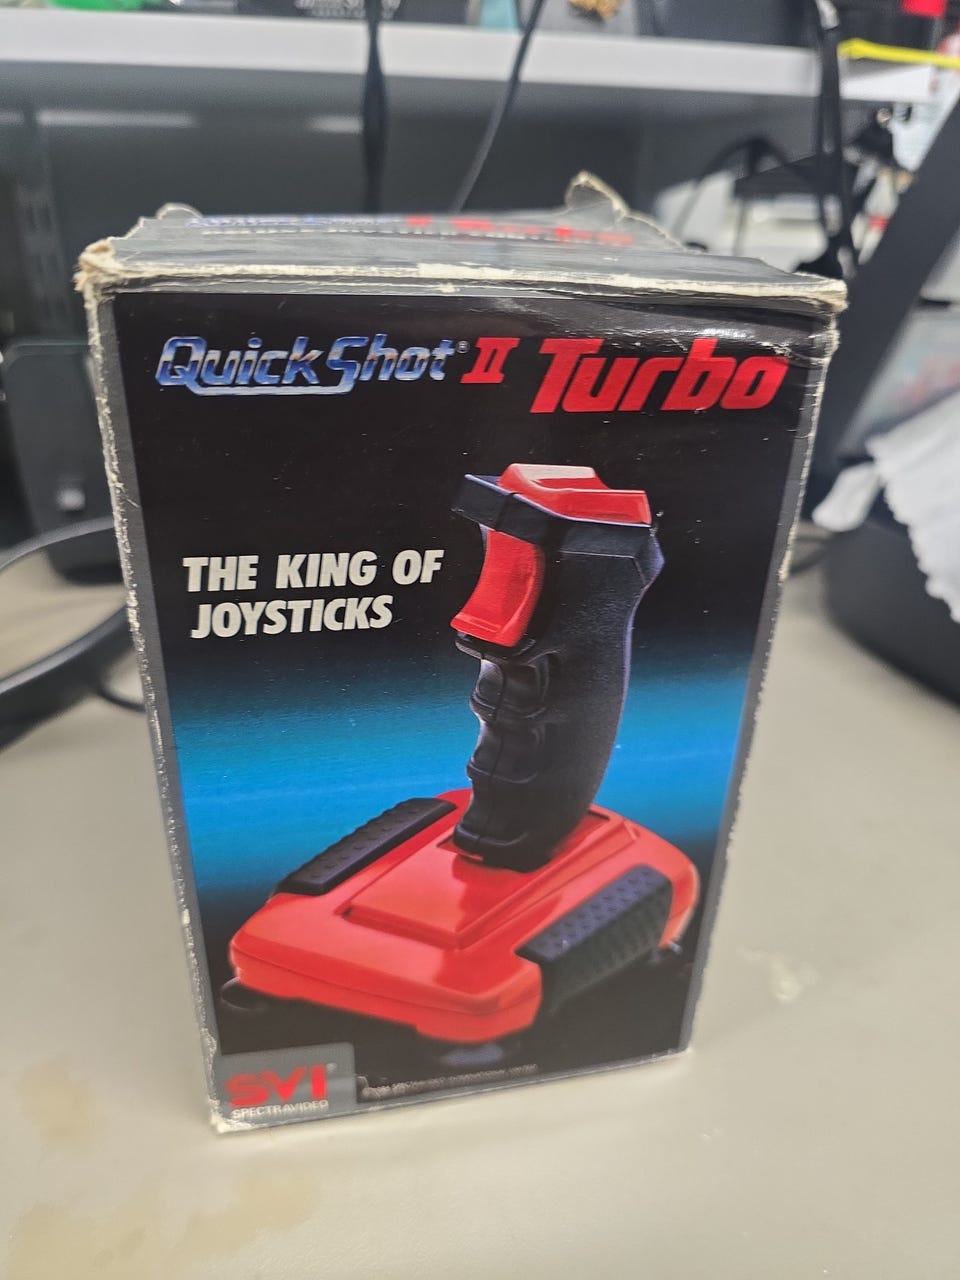 QuickShot® II Turbo
THE KING OF
JOYSTICKS
SVI®
SPECTRAVIDEO